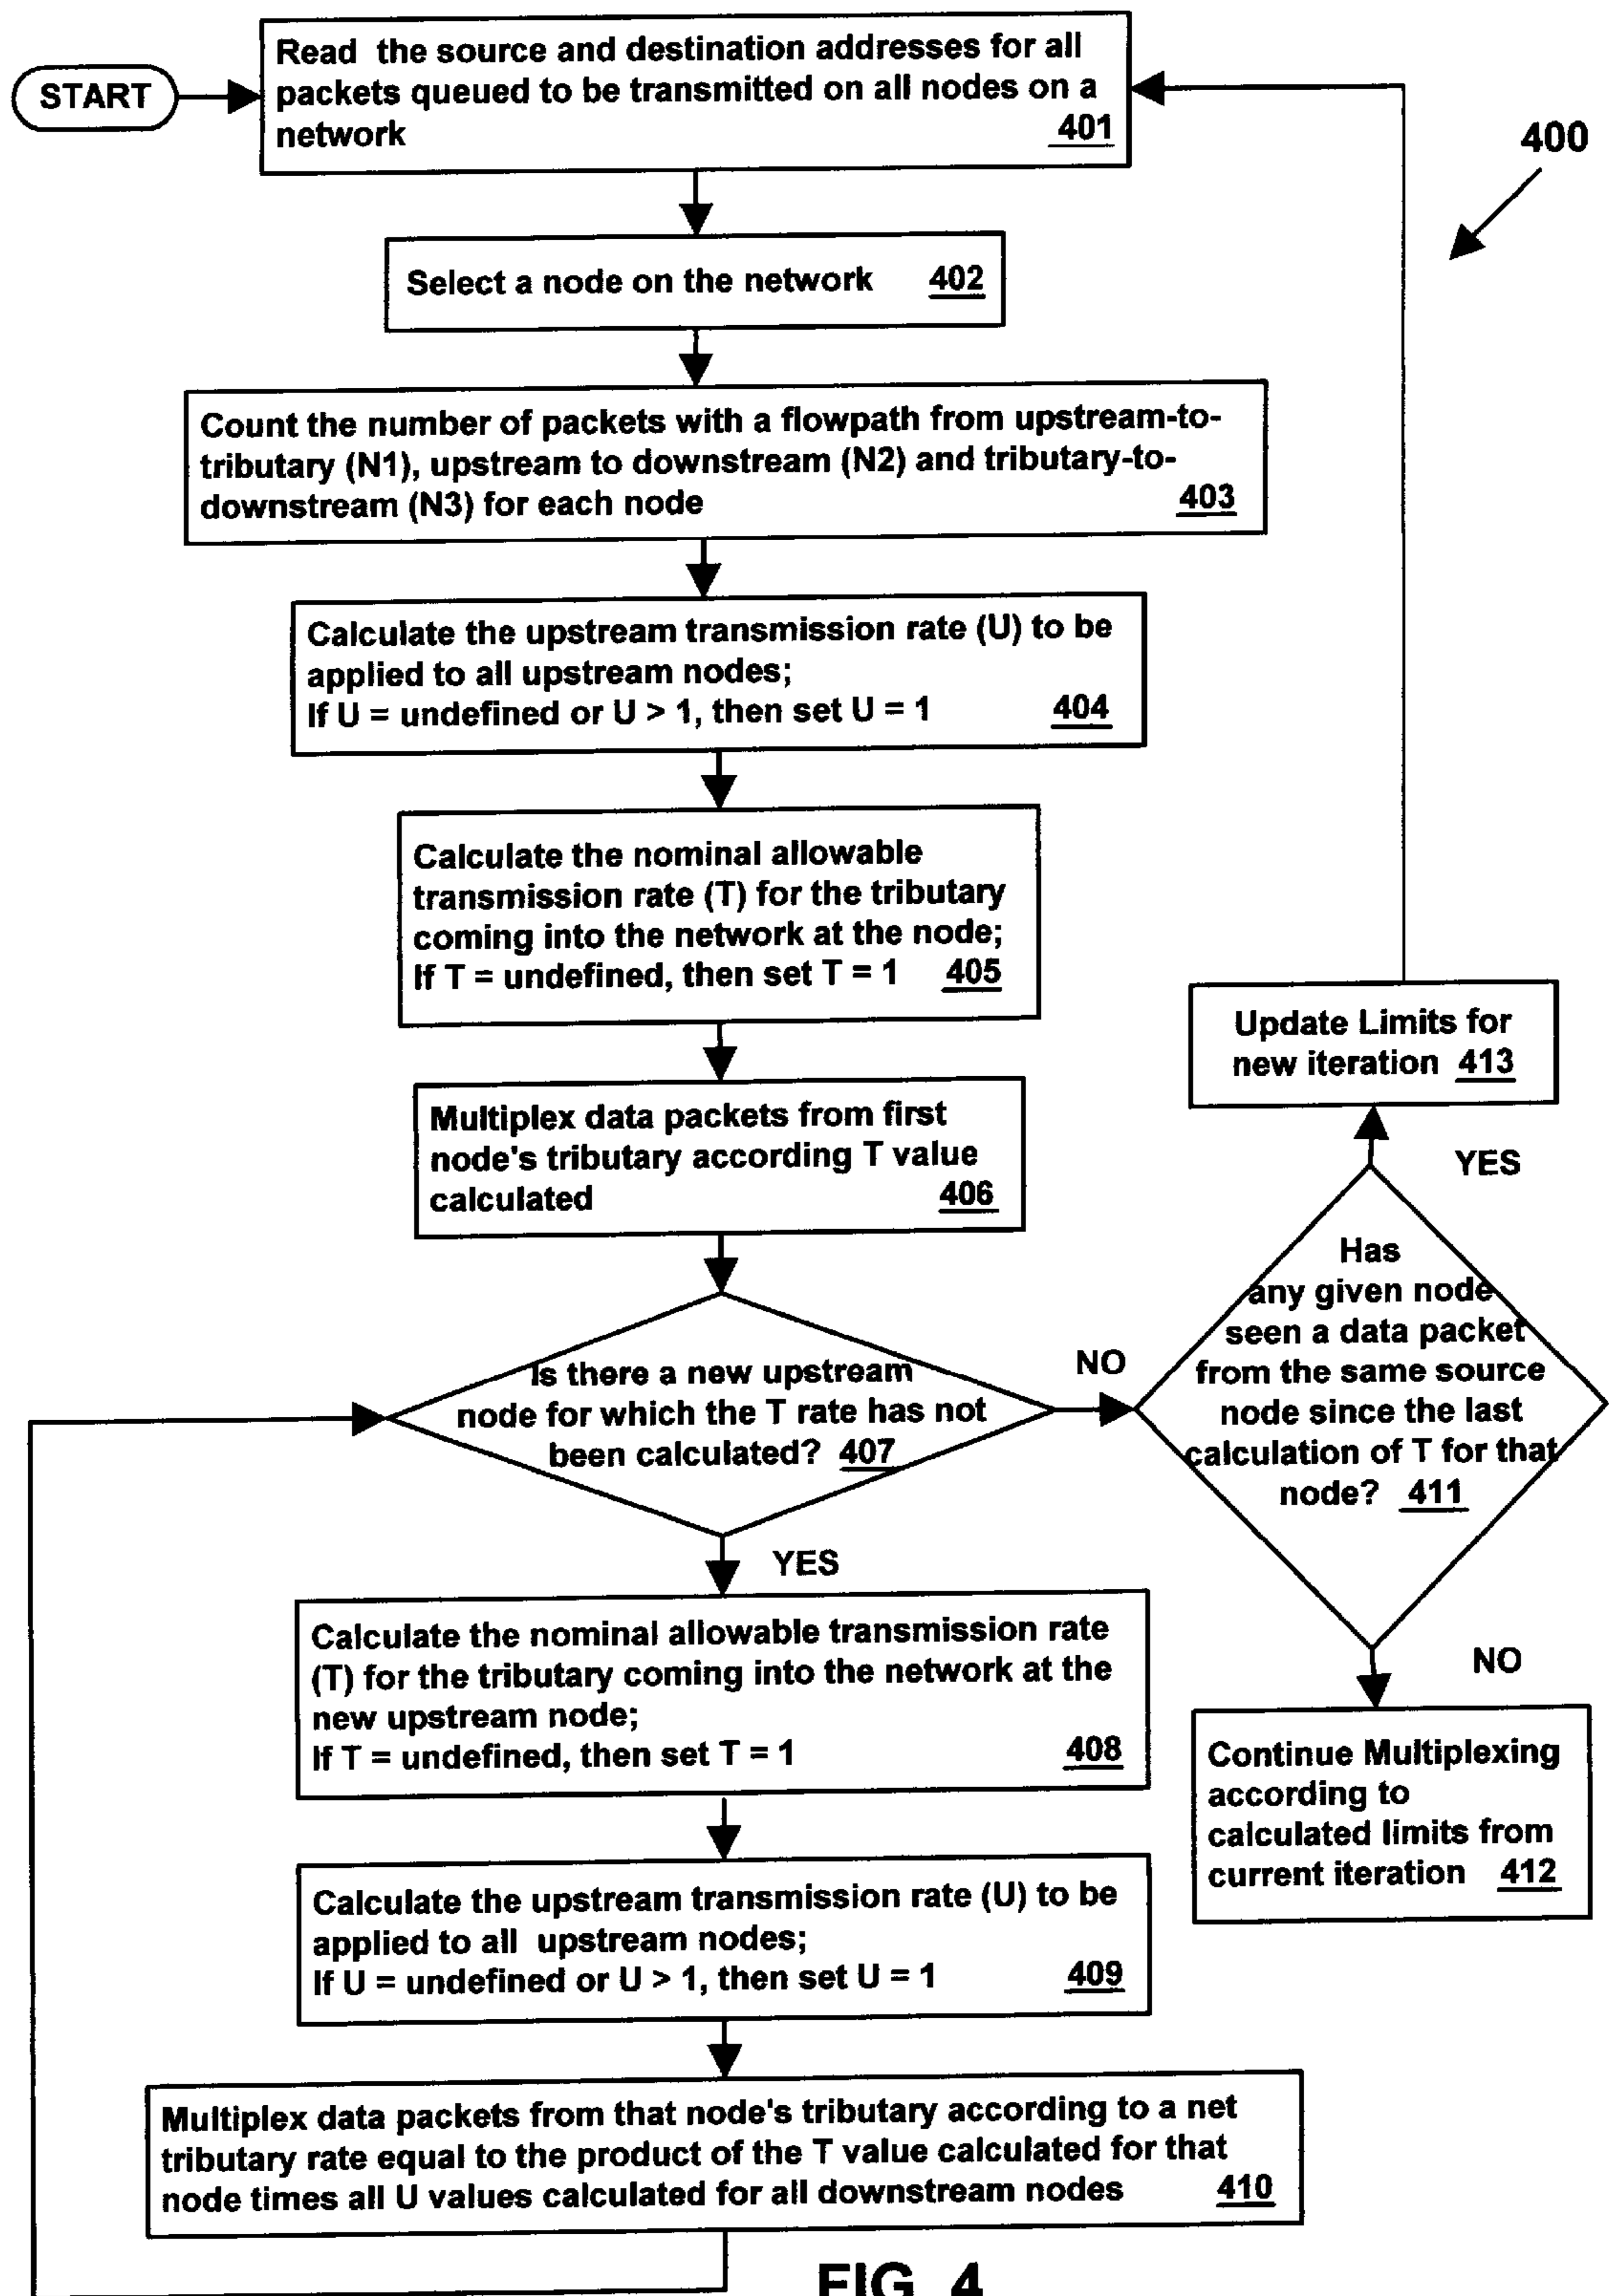 START
Read the source and destination addresses for all
packets queued to be transmitted on all nodes on a
network 401
400
Select a node on the network 402
Count the number of packets with a flowpath from upstream-to-
tributary (N1), upstream to downstream (N2) and tributary-to-
downstream (N3) for each node 403
Calculate the upstream transmission rate (U) to be
applied to all upstream nodes;
If U = undefined or U > 1, then set U = 1 404
Calculate the nominal allowable
transmission rate (T) for the tributary
coming into the network at the node;
If T = undefined, then set T = 1 405
Multiplex data packets from first
node's tributary according T value
calculated 406
Is there a new upstream
node for which the T rate has not
been calculated? 407
NO
YES
Update Limits for
new iteration 413
YES
Has
any given node
seen a data packet
from the same source
node since the last
calculation of T for that
node? 411
NO
Continue Multiplexing
according to
calculated limits from
current iteration 412
Calculate the nominal allowable transmission rate
(T) for the tributary coming into the network at the
new upstream node;
If T = undefined, then set T = 1 408
Calculate the upstream transmission rate (U) to be
applied to all upstream nodes;
If U = undefined or U > 1, then set U = 1 409
Multiplex data packets from that node's tributary according to a net
tributary rate equal to the product of the T value calculated for that
node times all U values calculated for all downstream nodes 410
FIG. 4